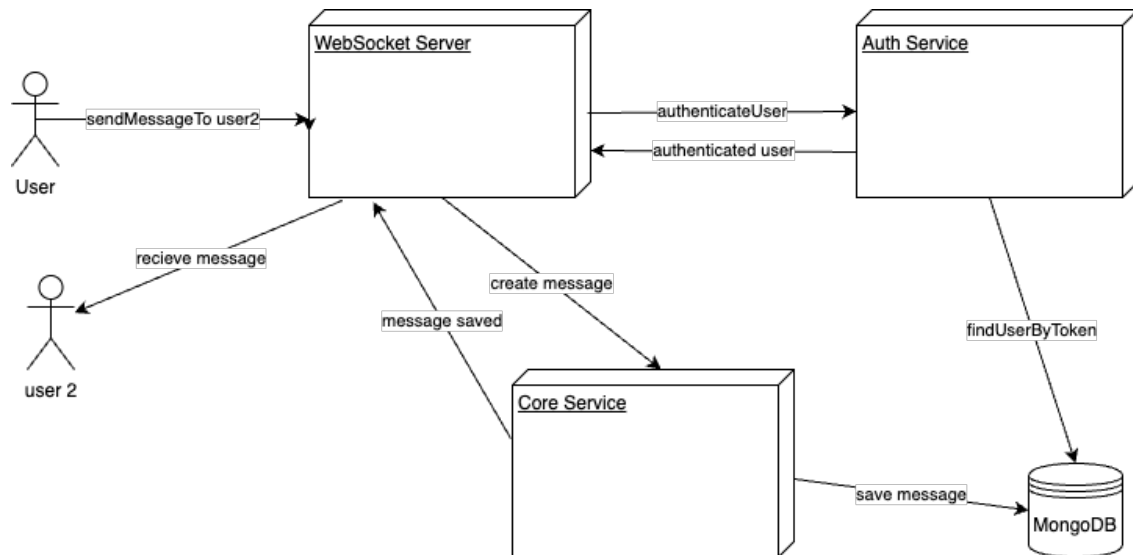 WebSocket Server
Auth Service
sendMessageTo user2
authenticateUser
authenticated user
User
recieve message
create message
message saved
findUserByToken
user 2
Core Service
save message
MongoDB